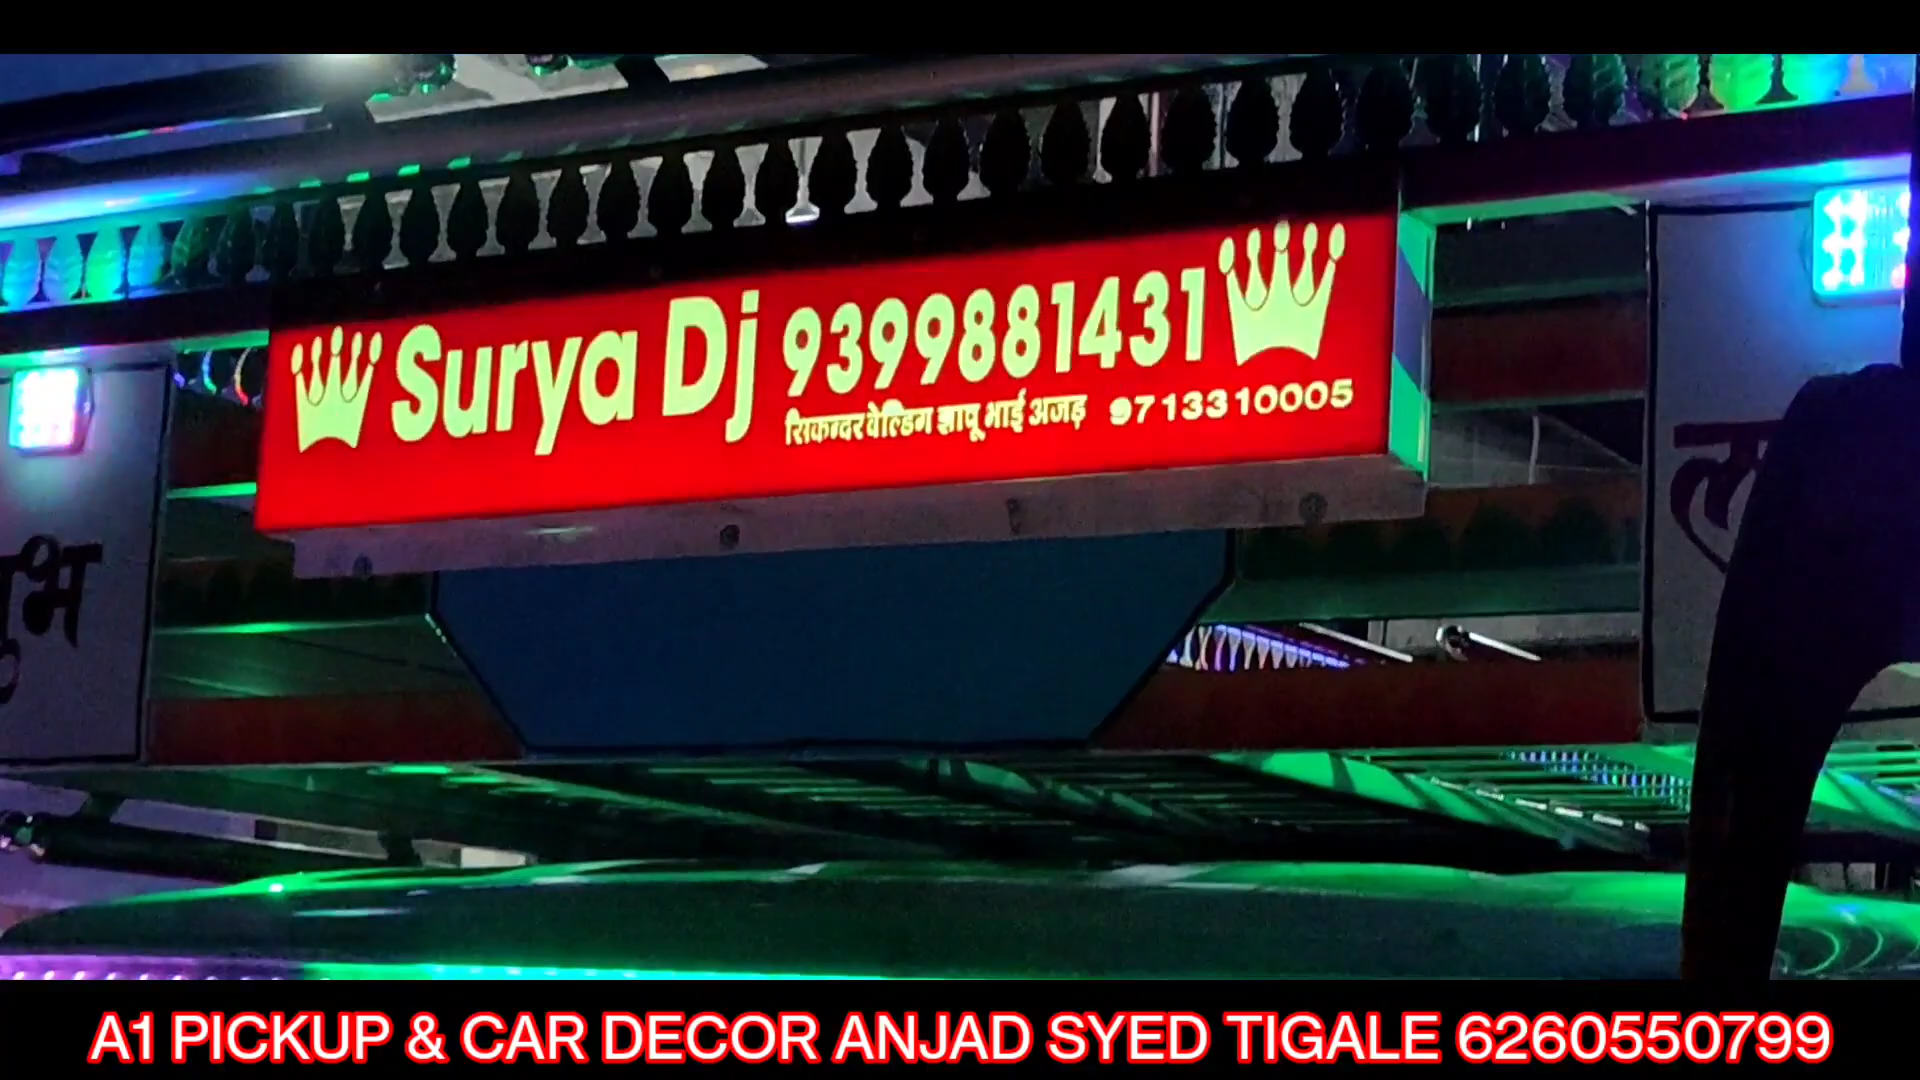 Surya Dj 9399881431
सिकन्दर वेल्डिंग झापू भाई अजड़ 9713310005
A1 PICKUP & CAR DECOR ANJAD SYED TIGALE 6260550799